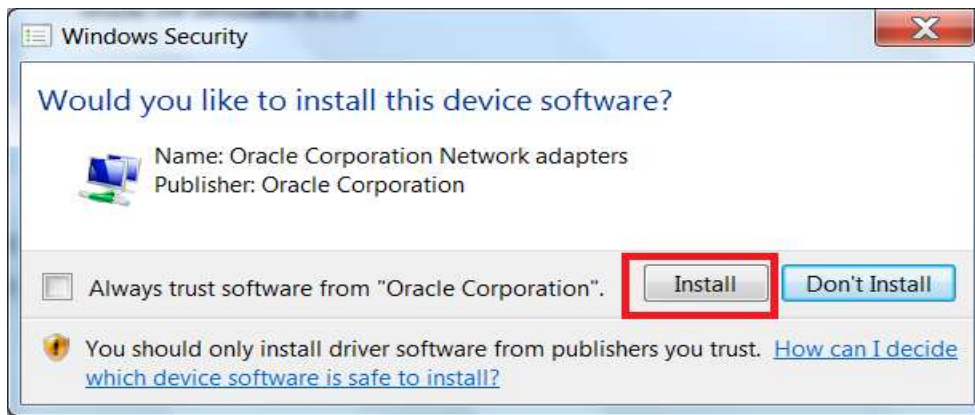 Windows Security
Would you like to install this device software?
Name: Oracle Corporation Network adapters
Publisher: Oracle Corporation
Always trust software from "Oracle Corporation".
Install
Don't Install
You should only install driver software from publishers you trust. How can I decide
which device software is safe to install?